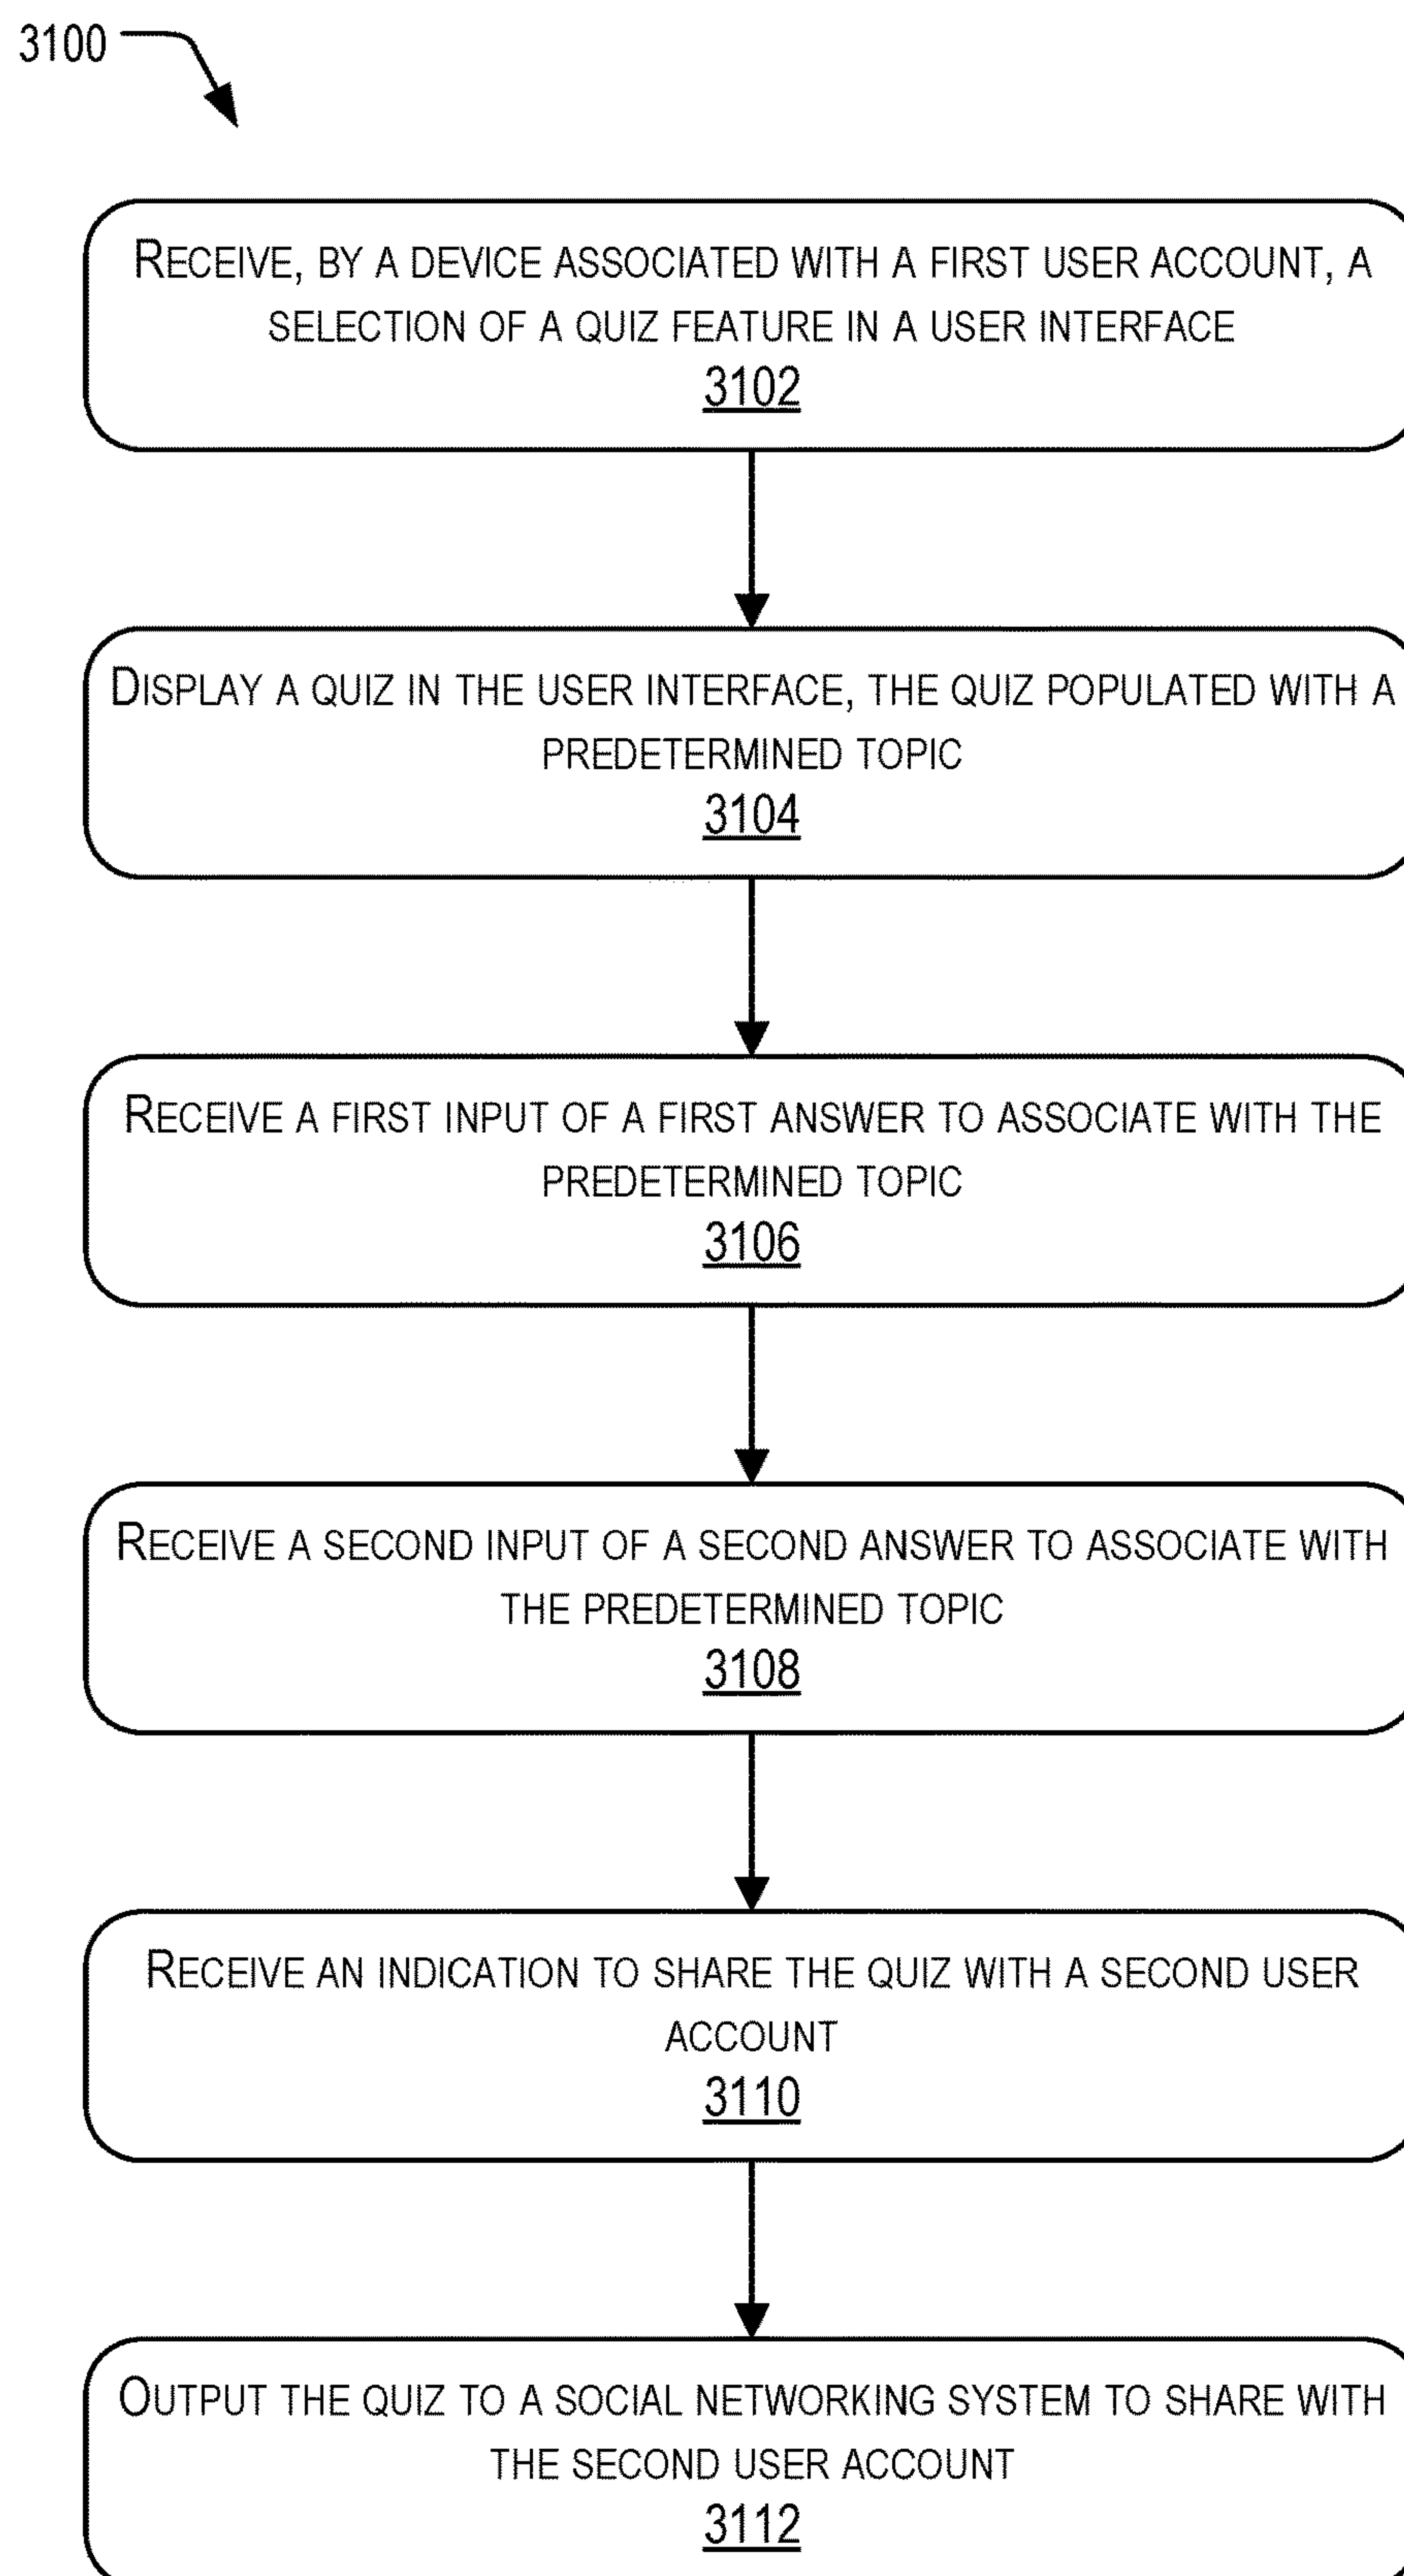 3100
RECEIVE, BY A DEVICE ASSOCIATED WITH A FIRST USER ACCOUNT, A
SELECTION OF A QUIZ FEATURE IN A USER INTERFACE
3102
DISPLAY A QUIZ IN THE USER INTERFACE, THE QUIZ POPULATED WITH A
PREDETERMINED TOPIC
3104
RECEIVE A FIRST INPUT OF A FIRST ANSWER TO ASSOCIATE WITH THE
PREDETERMINED TOPIC
3106
RECEIVE A SECOND INPUT OF A SECOND ANSWER TO ASSOCIATE WITH
THE PREDETERMINED TOPIC
3108
RECEIVE AN INDICATION TO SHARE THE QUIZ WITH A SECOND USER
ACCOUNT
3110
OUTPUT THE QUIZ TO A SOCIAL NETWORKING SYSTEM TO SHARE WITH
THE SECOND USER ACCOUNT
3112